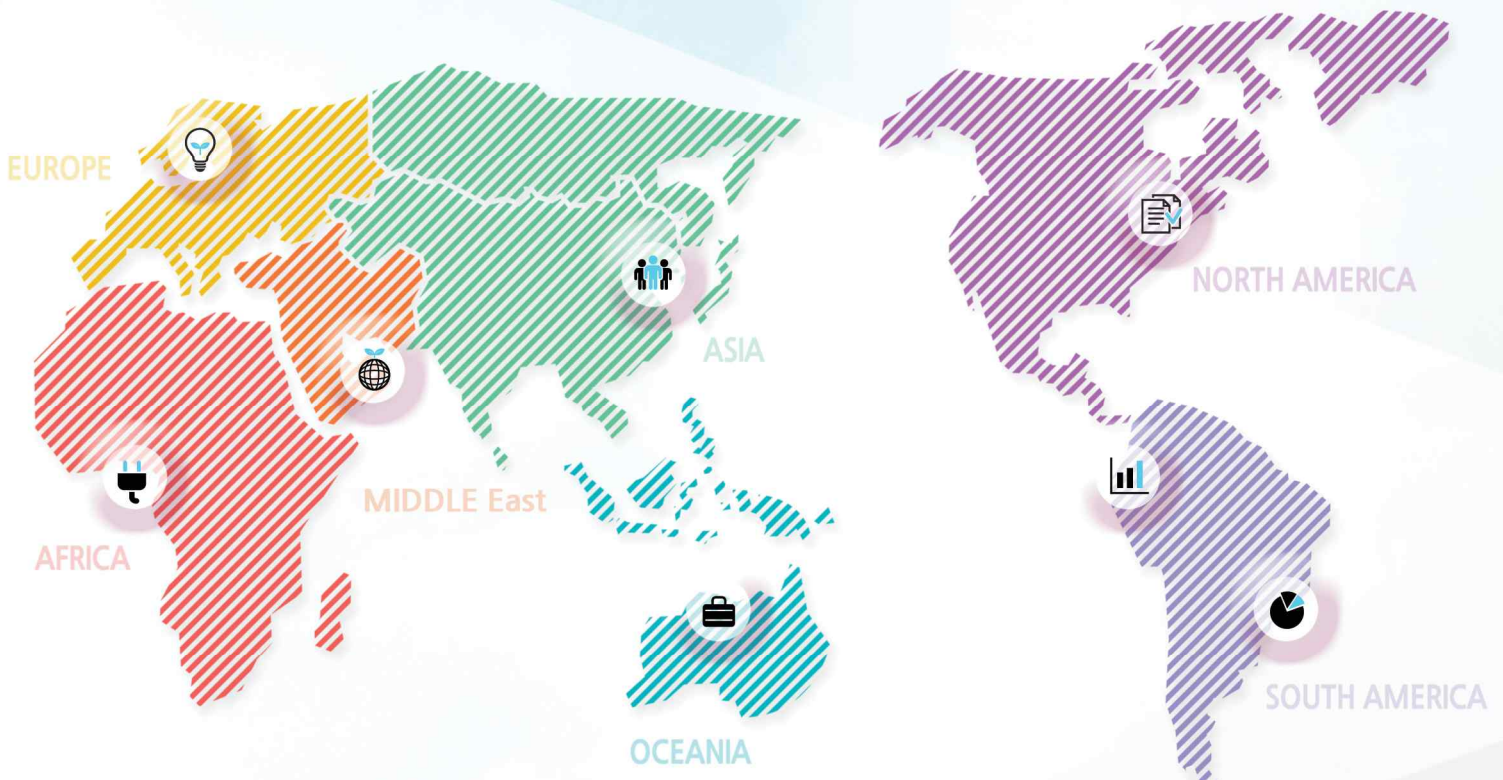 EUROPE
NORTH AMERICA
ASIA
MIDDLE East
AFRICA
SOUTH AMERICA
OCEANIA